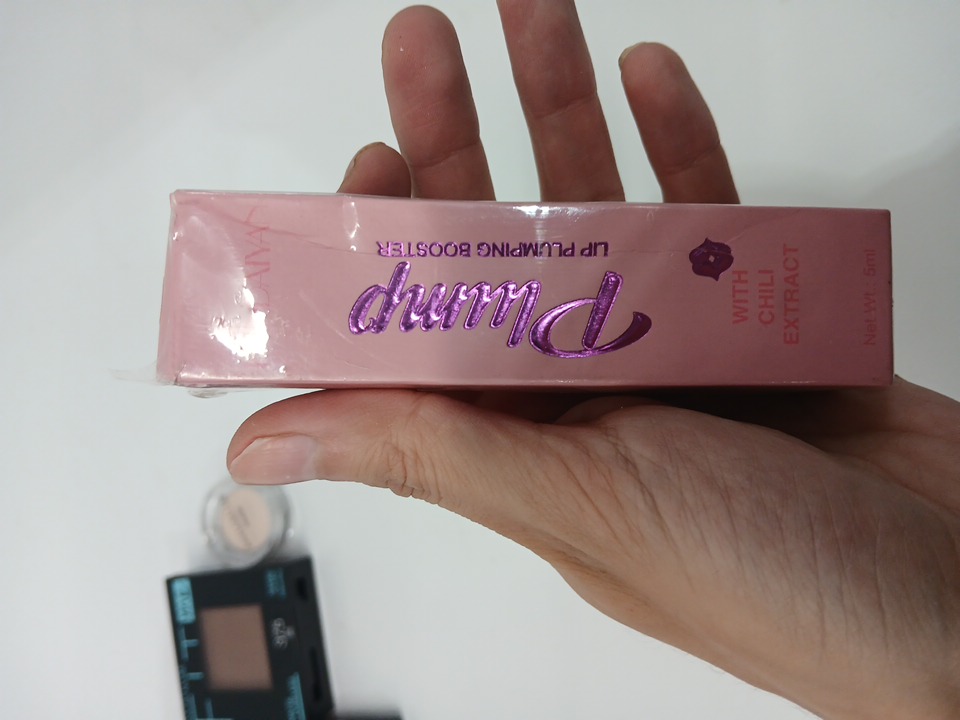 Plump
LIP PLUMPING BOOSTER
WITH
CHILI
EXTRACT
Net Wt. 5ml